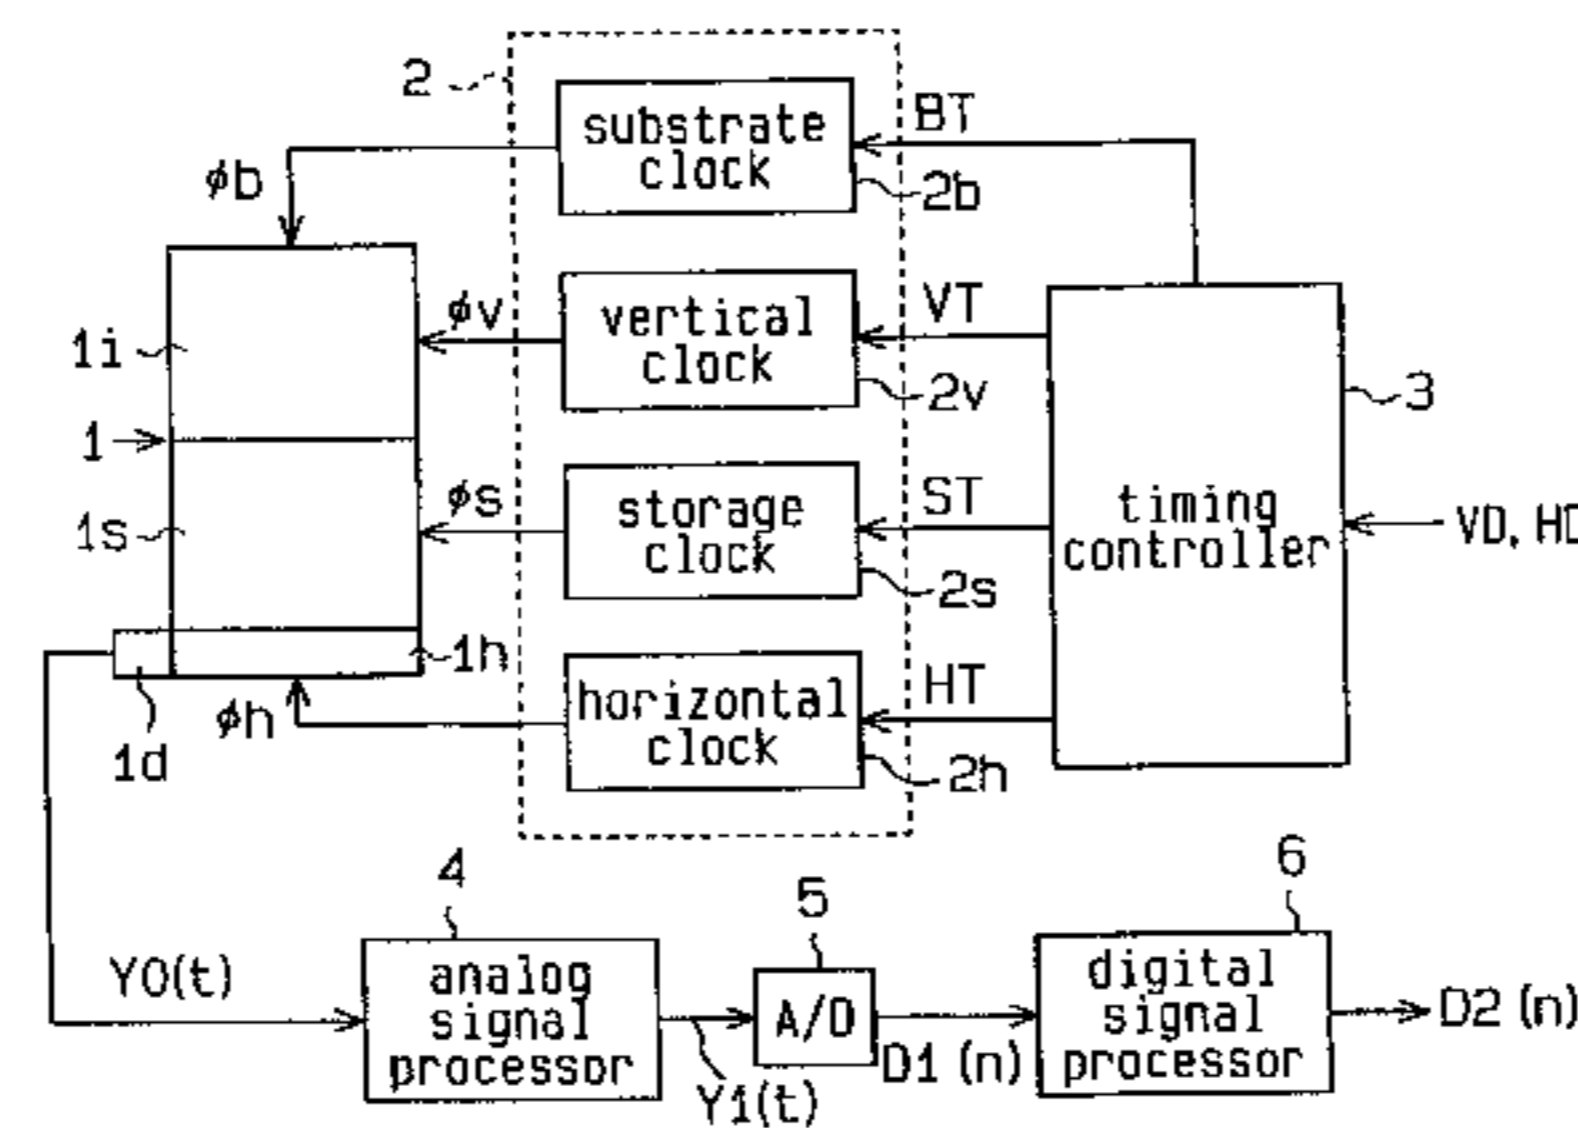 2
substrate
clock
BT
2b
φb
φv
vertical
clock
VT
2v
1i
1
3
φs
storage
clock
ST
2s
1s
timing
controller
VD, HD
1h
φh
horizontal
clock
HT
2h
1d
4
5
6
Y0(t)
analog
signal
processor
Y1(t)
A/D
D1(n)
digital
signal
processor
D2(n)